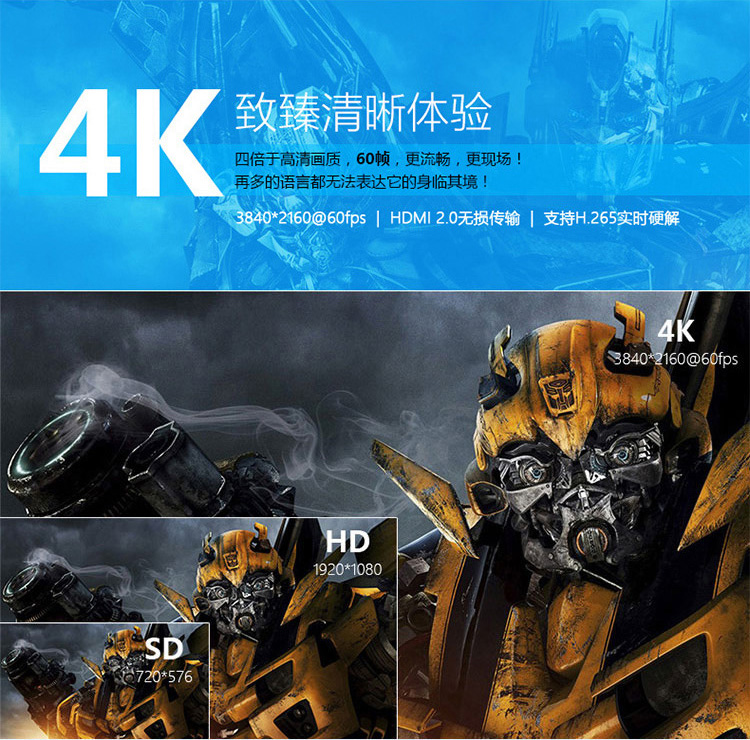 4K
致臻清晰体验
四倍于高清画质，60帧，更流畅，更现场！
再多的语言都无法表达它的身临其境！
3840*2160@60fps | HDMI 2.0无损传输 | 支持H.265实时硬解
4K
3840*2160@60fps
HD
1920*1080
SD
720*576